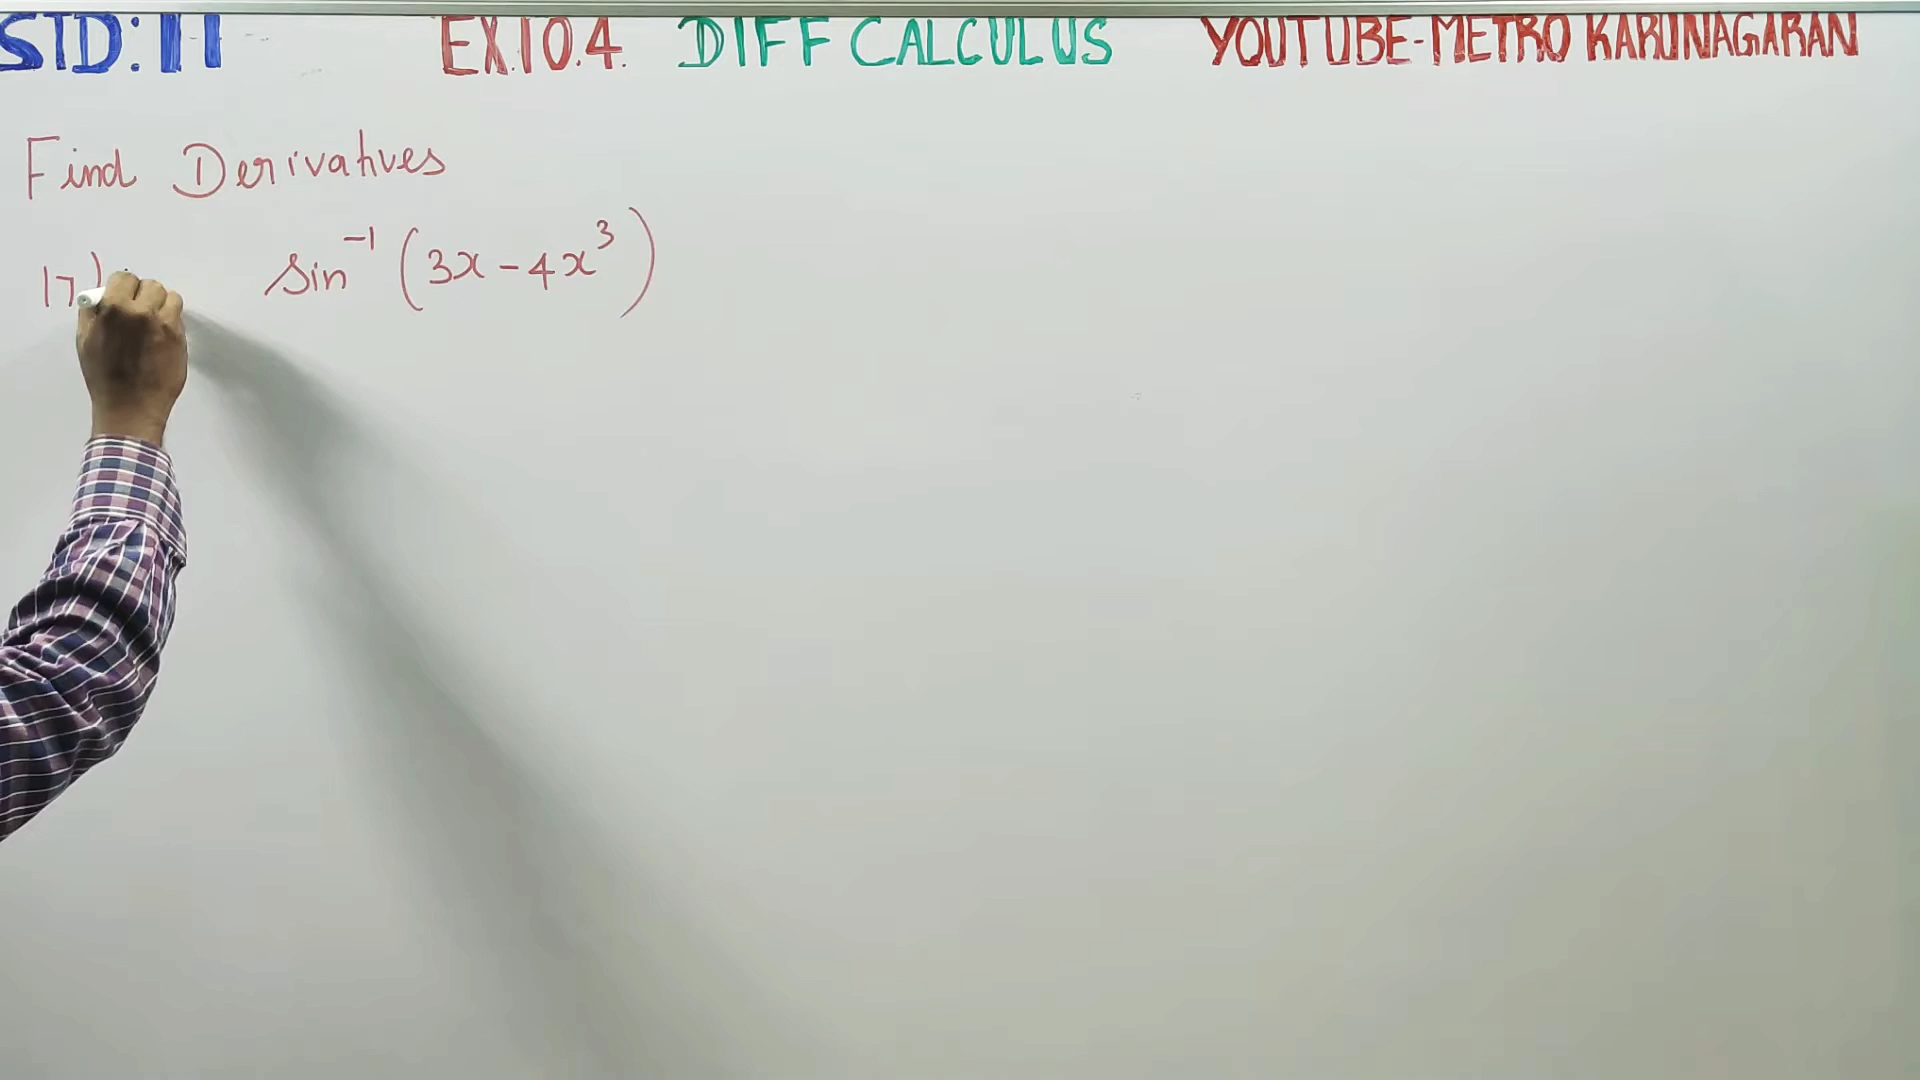 STD: 11 EX.10.4. DIFF CALCULUS YOUTUBE-METRO KARUNAGARAN
Find Derivatives
17) sin⁻¹ (3x - 4x³)